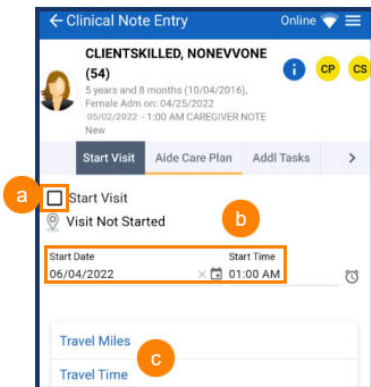 Clinical Note Entry Online
CLIENTSKILLED, NONEVVONE
(54)
5 years and 8 months (10/04/2016),
Female Adm on: 04/25/2022
05/02/2022 - 1:00 AM CAREGIVER NOTE
New
i CP CS
Start Visit Aide Care Plan Addl Tasks
a Start Visit
Visit Not Started
b
Start Date Start Time
06/04/2022 01:00 AM
Travel Miles
c
Travel Time